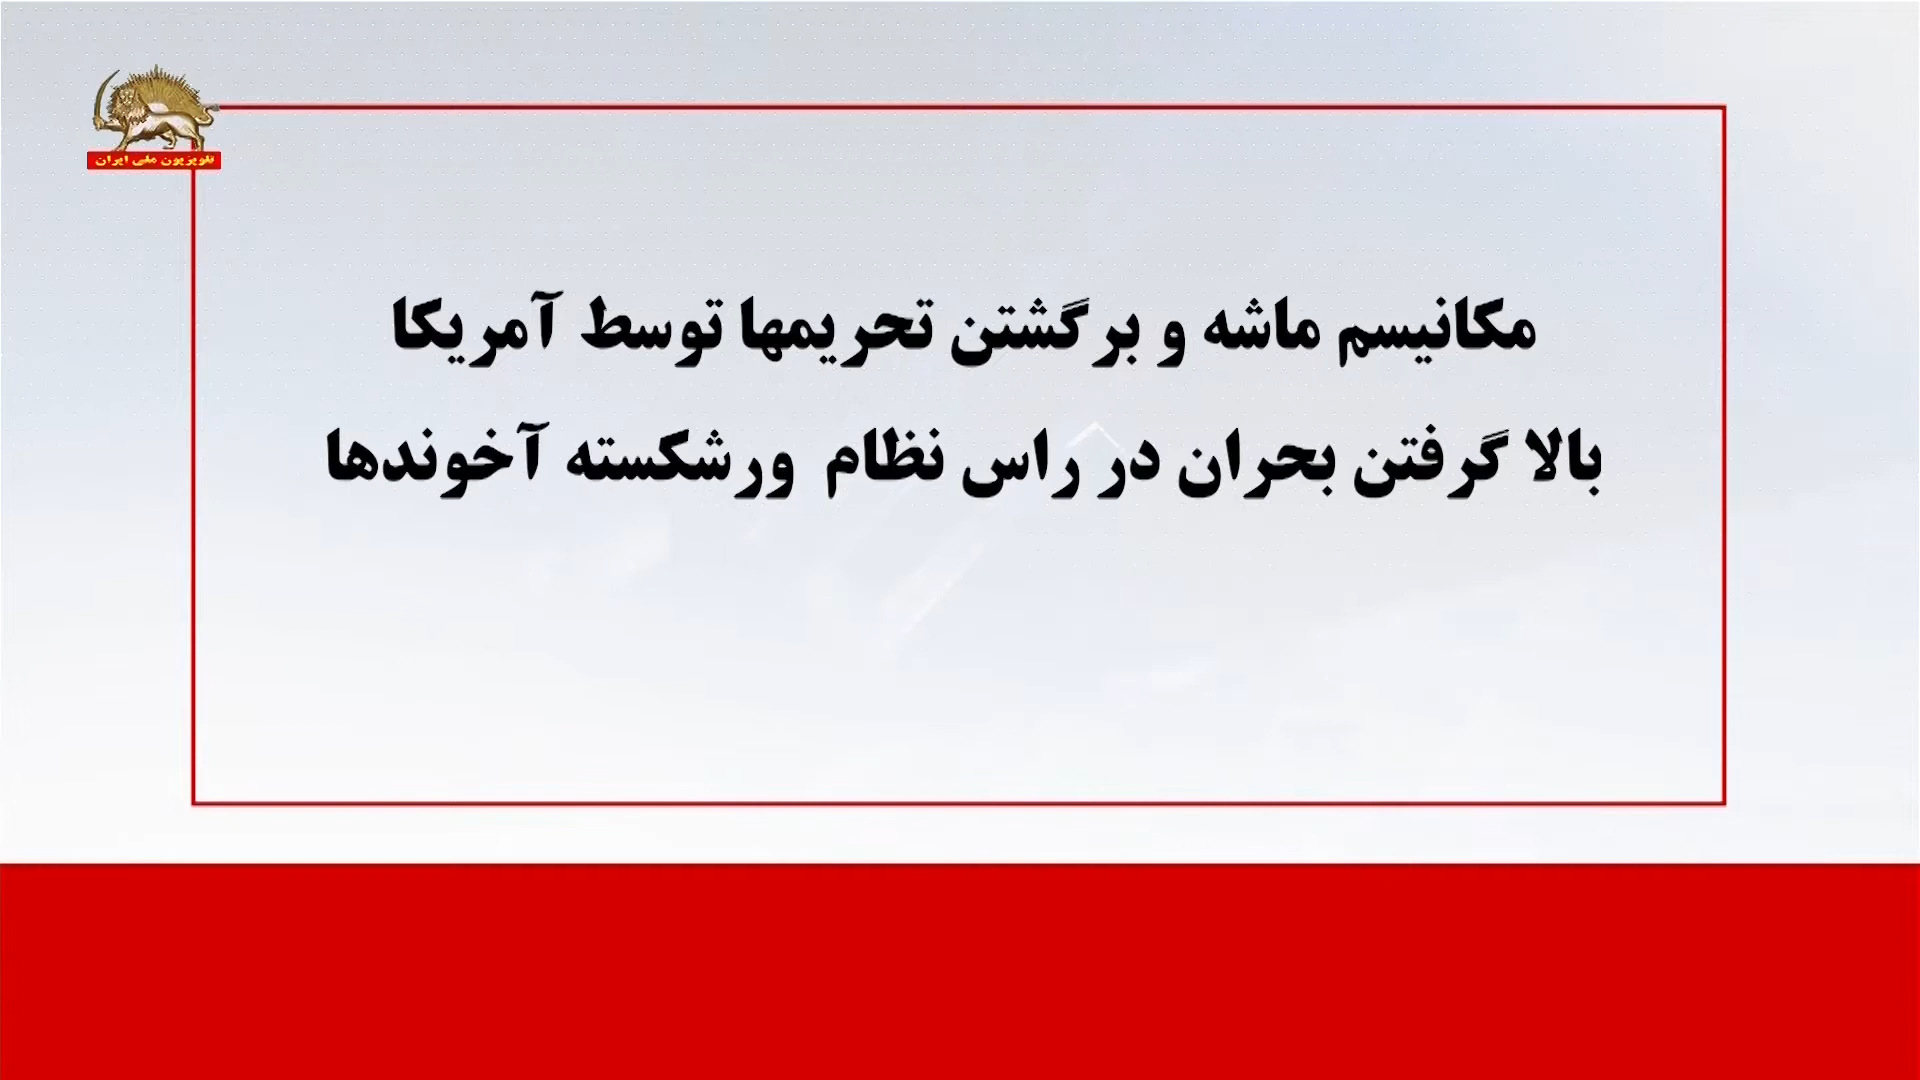 تلویزیون ملی ایران
مکانیسم ماشه و برگشتن تحریمها توسط آمریکا
بالا گرفتن بحران در راس نظام ورشکسته آخوندها